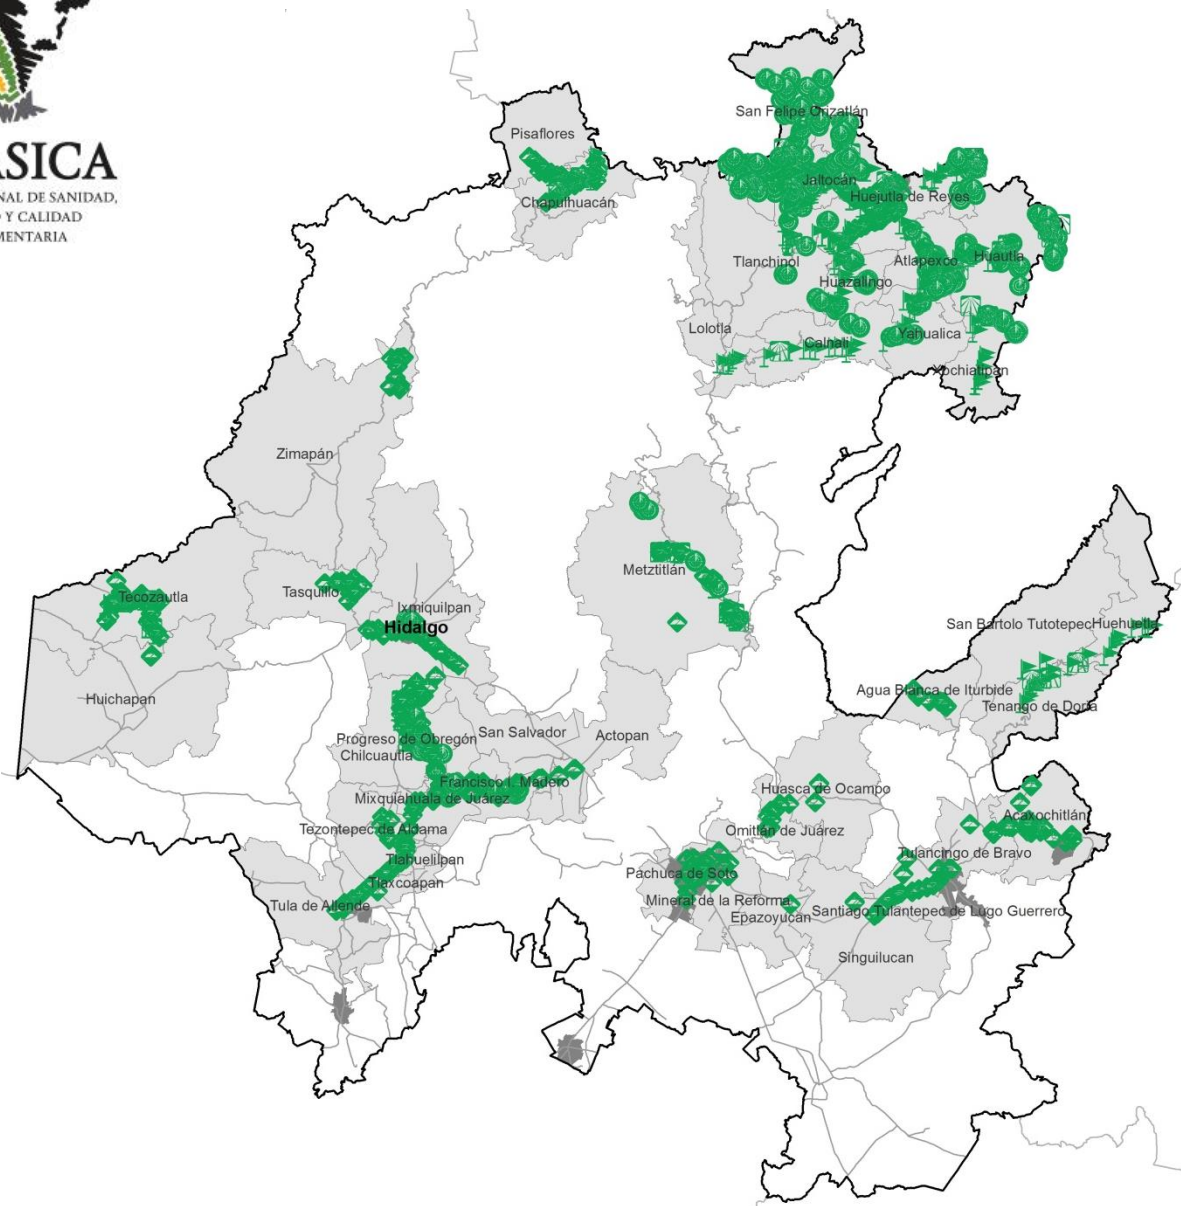 ASICA
NAL DE SANIDAD,
Y CALIDAD
MENTARIA
Pisaflores
Chapulhuacán
San Felipe Orizatlán
Jaltocán
Huejutla de Reyes
Tlanchinol
Atlapexco
Huautla
Huazalingo
Lolotla
Yahualica
Calnali
Xochiatipan
Zimapán
Metztitlán
Tecozautla
Tasquillo
Ixmiquilpan
Hidalgo
San Bartolo Tutotepec
Huehuetla
Huichapan
Agua Blanca de Iturbide
Tenango de Doria
Progreso de Obregón
San Salvador
Actopan
Chilcuautla
Francisco I. Madero
Mixquiahuala de Juárez
Huasca de Ocampo
Acaxochitlán
Tezontepec de Aldama
Omitlán de Juárez
Tlahuelilpan
Tulancingo de Bravo
Tlaxcoapan
Pachuca de Soto
Tula de Allende
Mineral de la Reforma
Epazoyucan
Santiago Tulantepec de Lugo Guerrero
Singuilucan